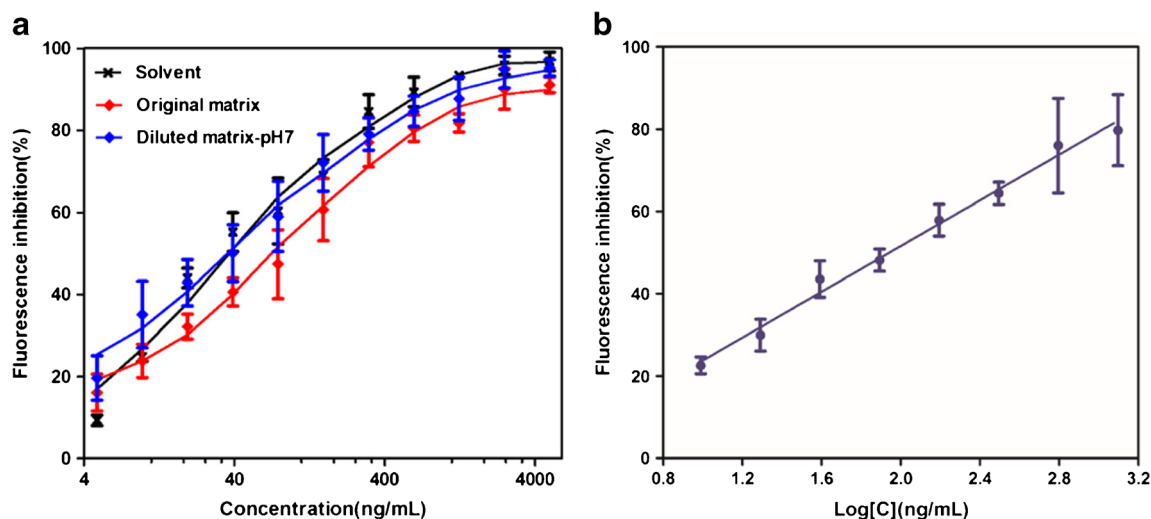 a
100
80
60
40
20
0
Fluorescence inhibition(%)
Solvent
Original matrix
Diluted matrix-pH7
4 40 400 4000
Concentration(ng/mL)
b
100
80
60
40
20
0
Fluorescence inhibition(%)
0.8 1.2 1.6 2.0 2.4 2.8 3.2
Log[C](ng/mL)